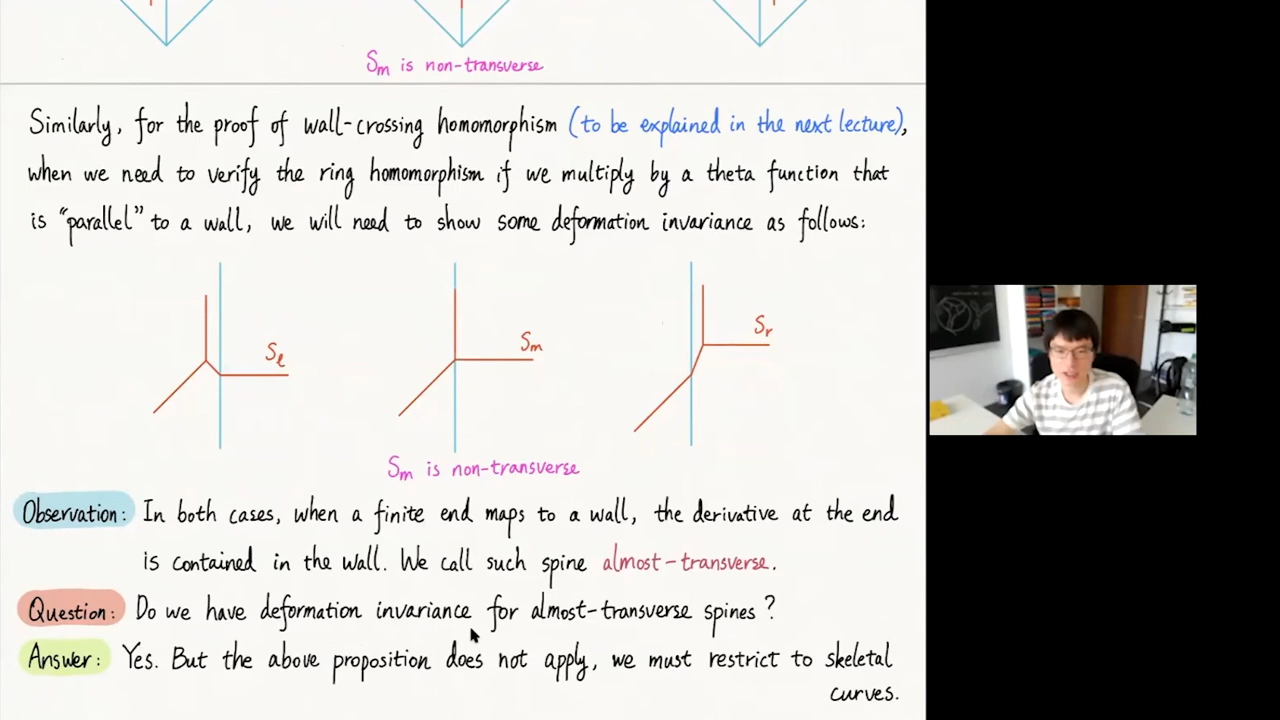 Sm is non-transverse
Similarly, for the proof of wall-crossing homomorphism (to be explained in the next lecture),
when we need to verify the ring homomorphism if we multiply by a theta function that
is "parallel" to a wall, we will need to show some deformation invariance as follows:
Sl
Sm
Sr
Sm is non-transverse
Observation: In both cases, when a finite end maps to a wall, the derivative at the end
is contained in the wall. We call such spine almost-transverse.
Question: Do we have deformation invariance for almost-transverse spines?
Answer: Yes. But the above proposition does not apply, we must restrict to skeletal
curves.